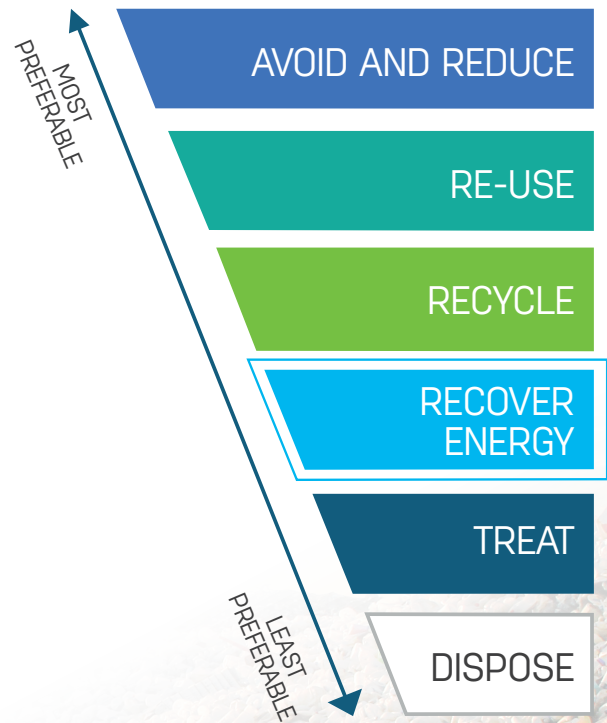 MOST
PREFERABLE
AVOID AND REDUCE
RE-USE
RECYCLE
RECOVER
ENERGY
TREAT
LEAST
PREFERABLE
DISPOSE